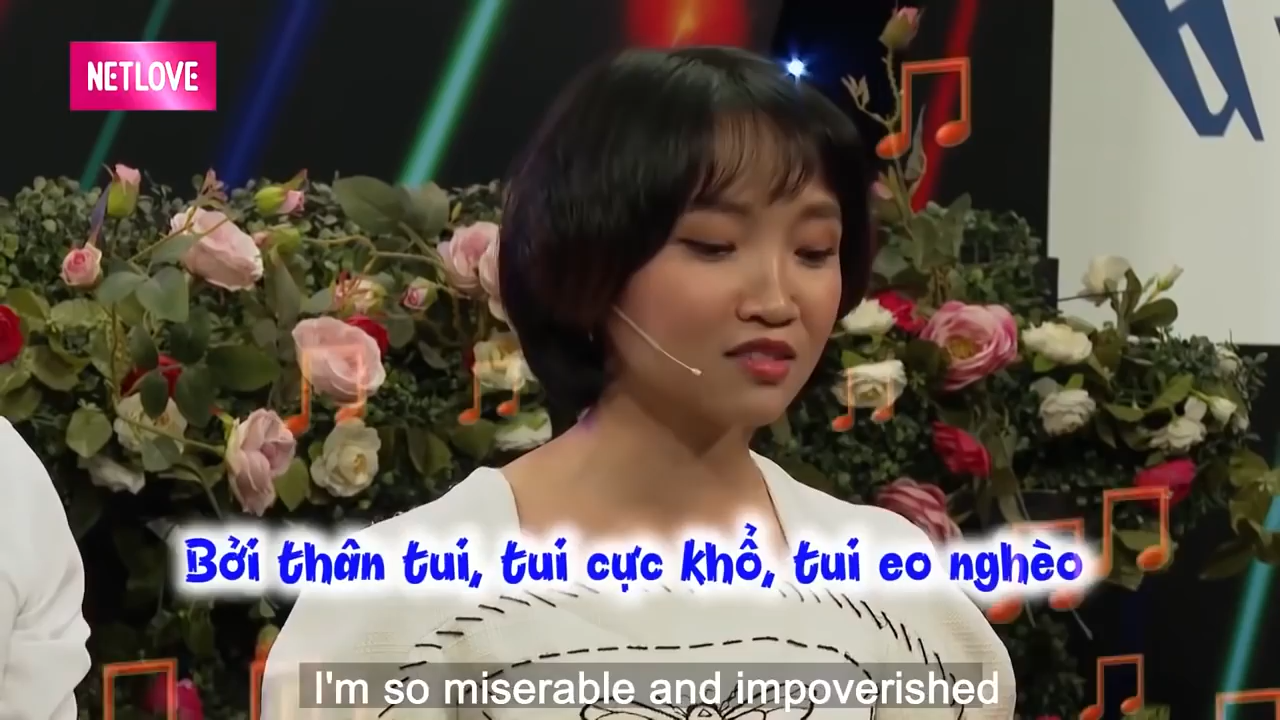 NETLOVE
Bởi thân tui, tui cực khổ, tui eo nghèo
I'm so miserable and impoverished